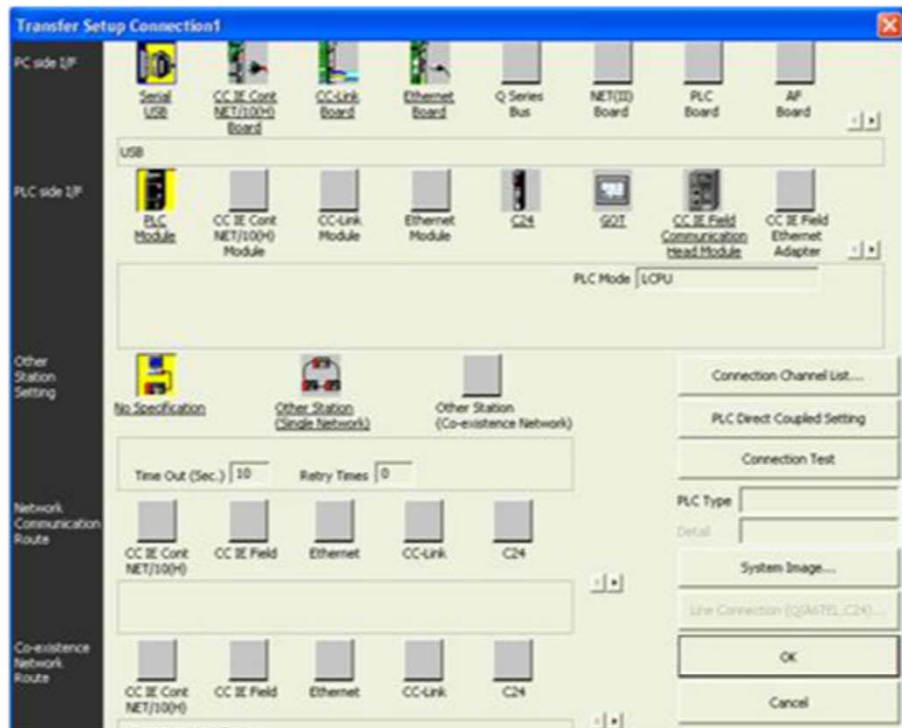 Transfer Setup Connection1
PC side I/F
Serial
USB
CC IE Cont
NET/10(H)
Board
CC-Link
Board
Ethernet
Board
Q Series
Bus
NET(II)
Board
PLC
Board
AF
Board
USB
PLC side I/F
PLC
Module
CC IE Cont
NET/10(H)
Module
CC-Link
Module
Ethernet
Module
C24
GOT
CC IE Field
Communication
Head Module
CC IE Field
Ethernet
Adapter
PLC Mode LCPU
Other
Station
Setting
No Specification
Other Station
(Single Network)
Other Station
(Co-existence Network)
Time Out (Sec.) 10 Retry Times 0
Connection Channel List...
PLC Direct Coupled Setting
Connection Test
PLC Type
Detail
System Image...
Line Connection (Q/A6TEL,C24)...
OK
Cancel
Network
Communication
Route
CC IE Cont
NET/10(H)
CC IE Field
Ethernet
CC-Link
C24
Co-existence
Network
Route
CC IE Cont
NET/10(H)
CC IE Field
Ethernet
CC-Link
C24